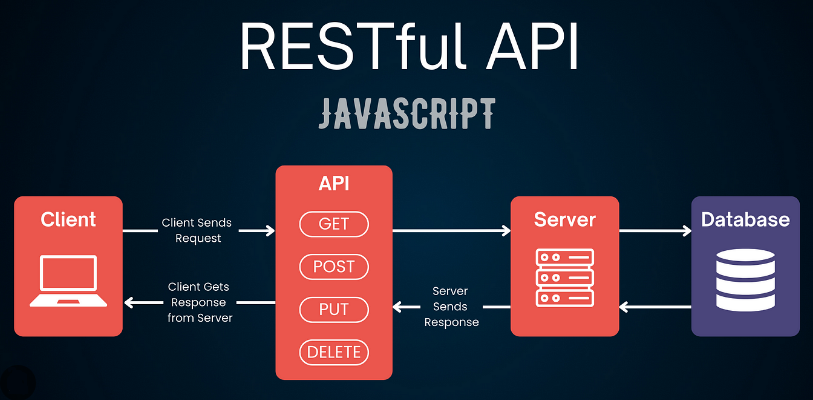 RESTful API
JAVASCRIPT
Client
Client Sends
Request
Client Gets
Response
from Server
API
GET
POST
PUT
DELETE
Server
Sends
Response
Server
Database